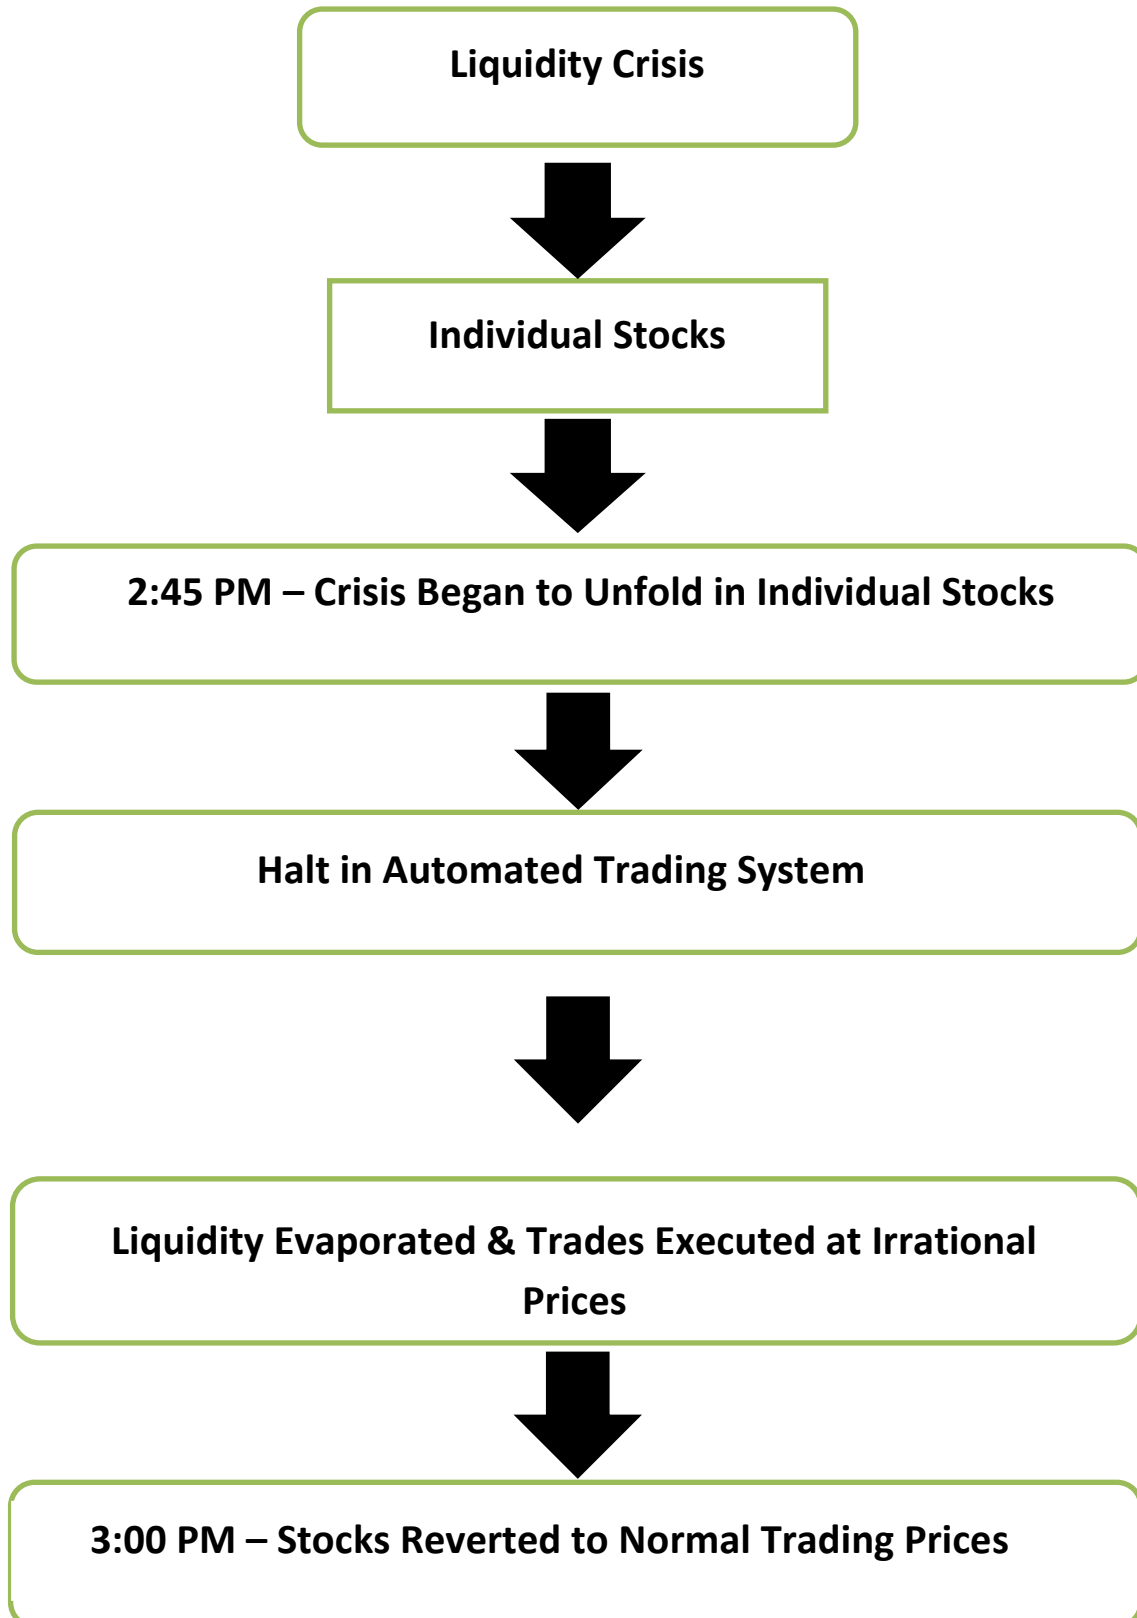 Liquidity Crisis
Individual Stocks
2:45 PM – Crisis Began to Unfold in Individual Stocks
Halt in Automated Trading System
Liquidity Evaporated & Trades Executed at Irrational
Prices
3:00 PM – Stocks Reverted to Normal Trading Prices